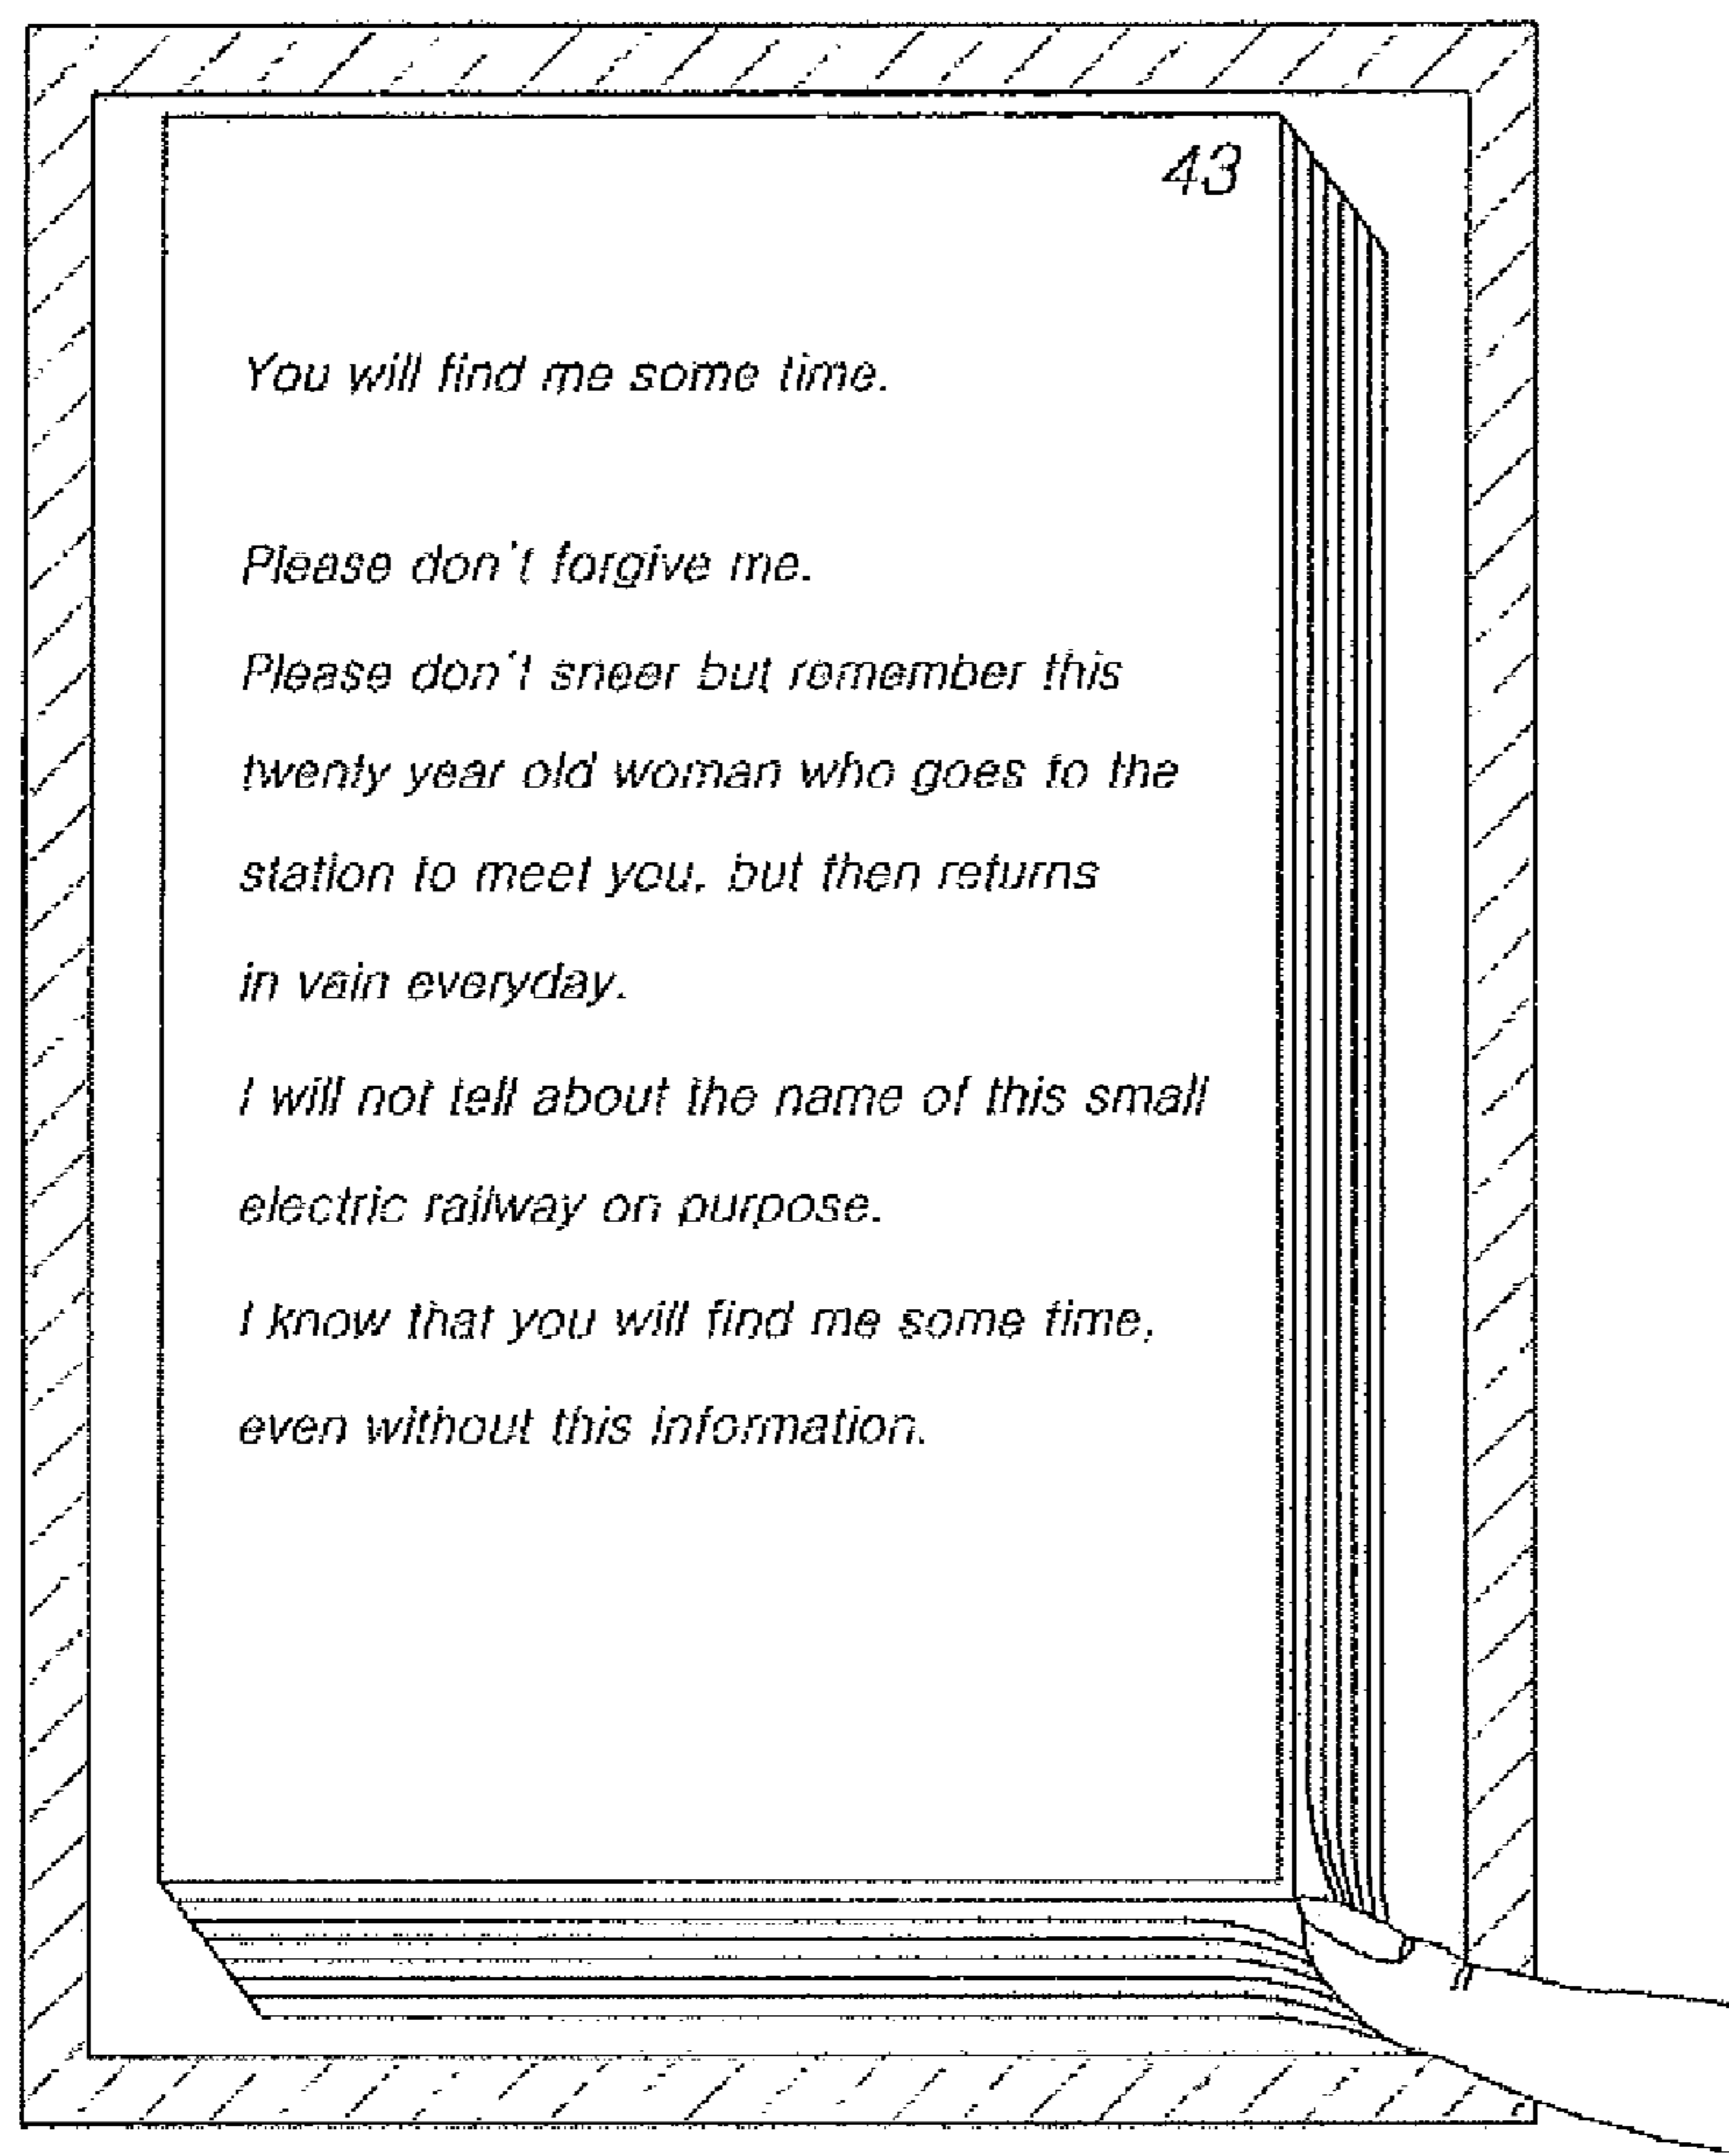 43
You will find me some time.
Please don't forgive me.
Please don't sneer but remember this
twenty year old woman who goes to the
station to meet you, but then returns
in vain everyday.
I will not tell about the name of this small
electric railway on purpose.
I know that you will find me some time,
even without this information.